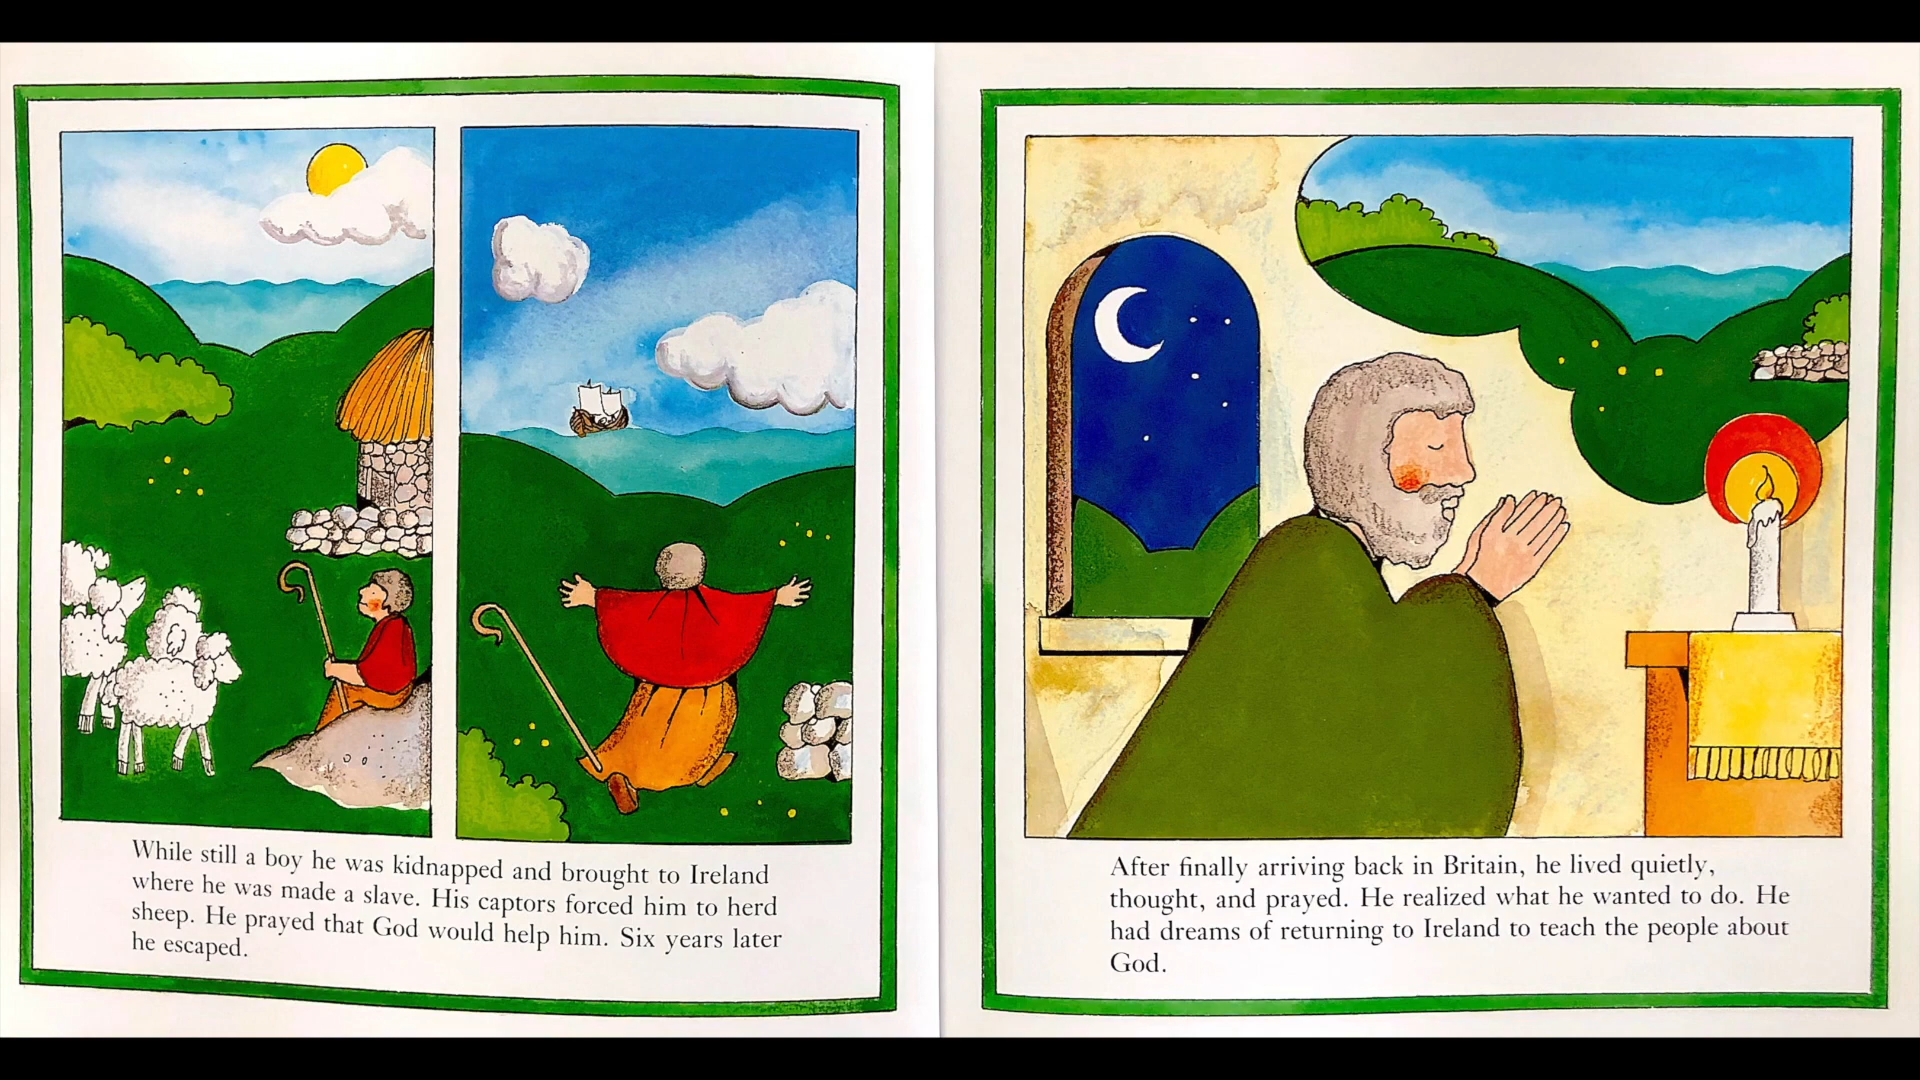 While still a boy he was kidnapped and brought to Ireland
where he was made a slave. His captors forced him to herd
sheep. He prayed that God would help him. Six years later
he escaped.
After finally arriving back in Britain, he lived quietly,
thought, and prayed. He realized what he wanted to do. He
had dreams of returning to Ireland to teach the people about
God.